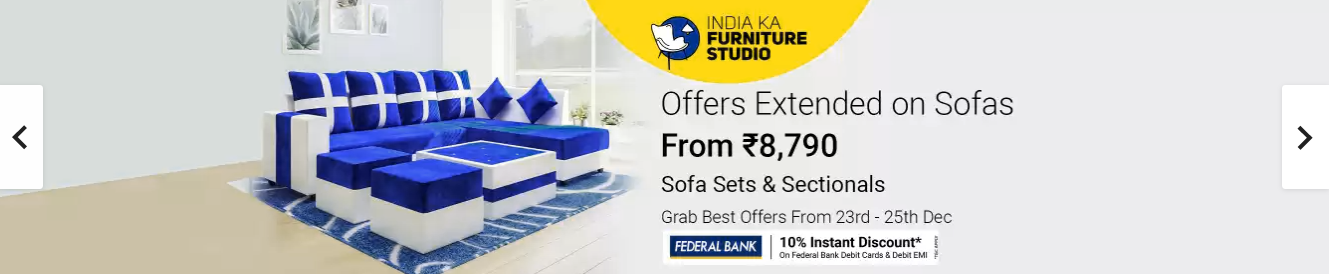 INDIA KA
FURNITURE
STUDIO
Offers Extended on Sofas
From ₹8,790
Sofa Sets & Sectionals
Grab Best Offers From 23rd - 25th Dec
FEDERAL BANK
10% Instant Discount*
On Federal Bank Debit Cards & Debit EMI